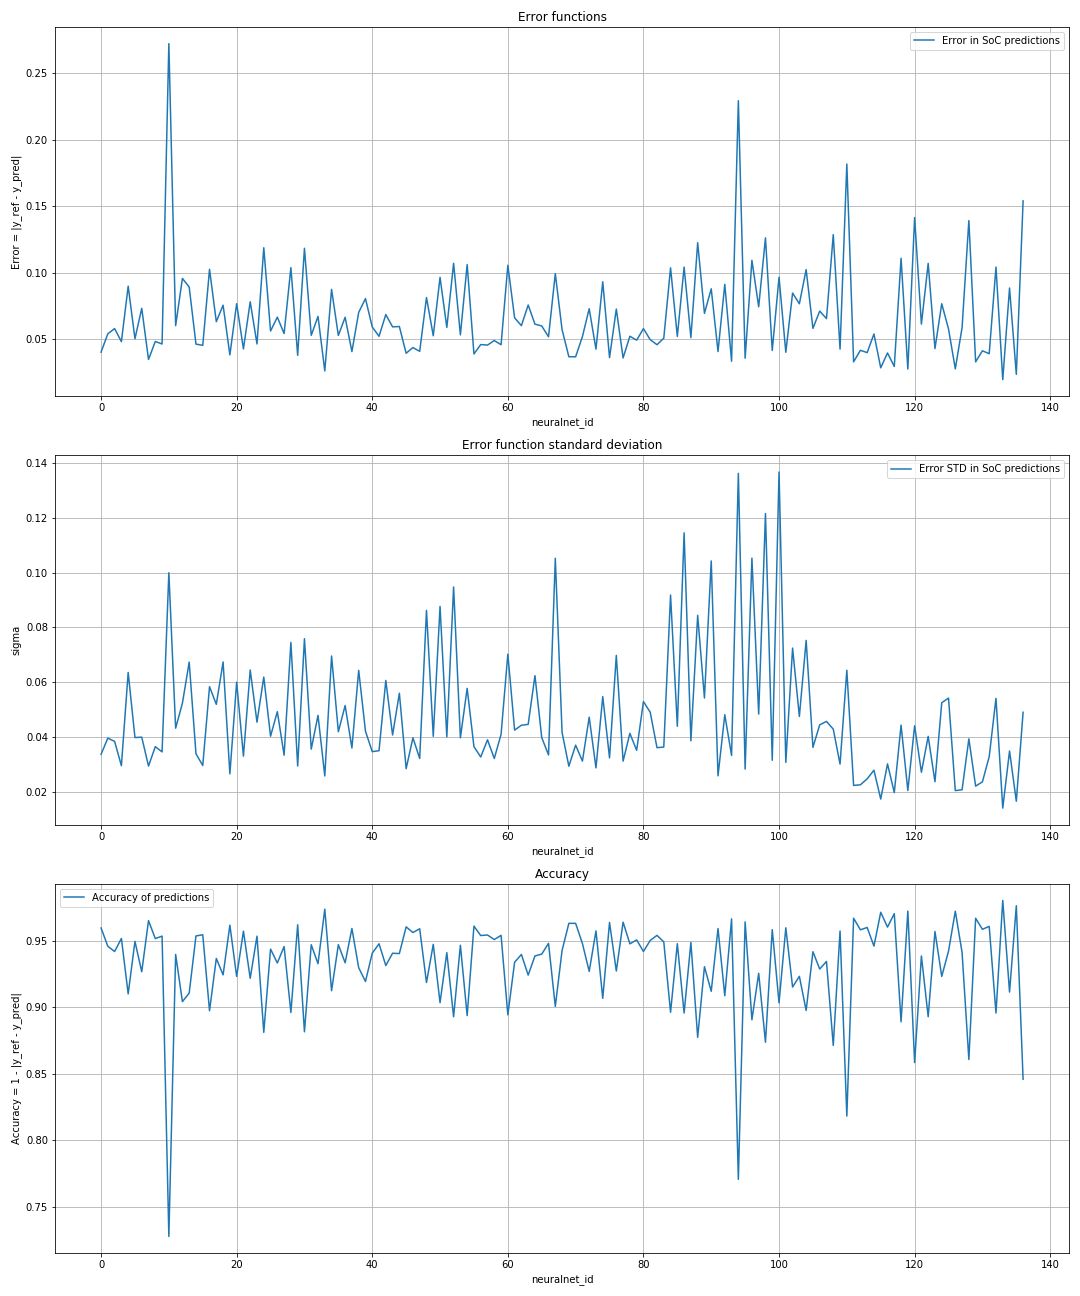 Error functions
Error in SoC predictions
Error = |y_ref - y_pred|
0.25
0.20
0.15
0.10
0.05
0 20 40 60 80 100 120 140
neuralnet_id
Error function standard deviation
Error STD in SoC predictions
sigma
0.14
0.12
0.10
0.08
0.06
0.04
0.02
0 20 40 60 80 100 120 140
neuralnet_id
Accuracy
Accuracy of predictions
Accuracy = 1 - |y_ref - y_pred|
0.95
0.90
0.85
0.80
0.75
0 20 40 60 80 100 120 140
neuralnet_id